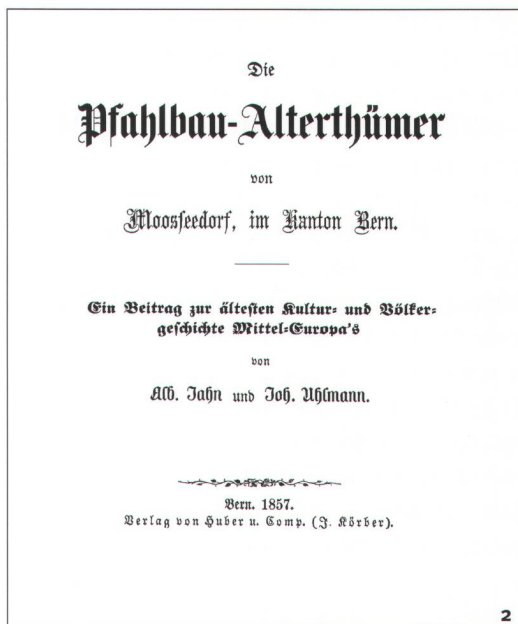 Die
Pfahlbau-Alterthümer
von
Moosseedorf, im Kanton Bern.
Ein Beitrag zur ältesten Kultur- und Völker-
geschichte Mittel-Europa's
von
Alb. Jahn und Joh. Uhlmann.
Bern. 1857.
Verlag von Huber u. Comp. (J. Körber).
2